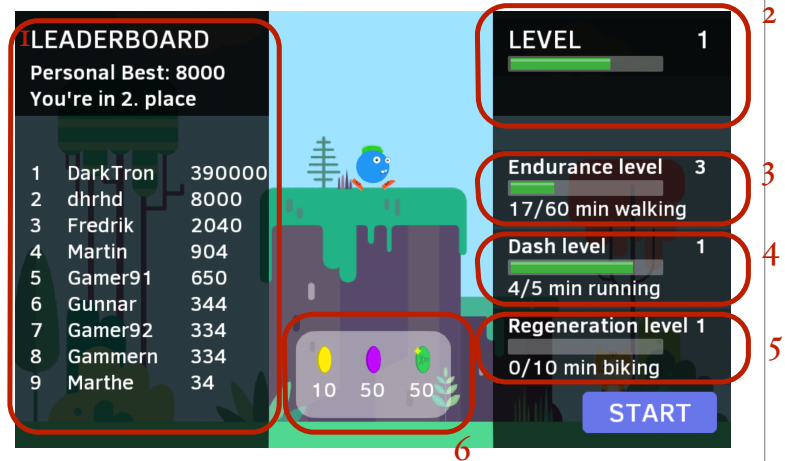 1
LEADERBOARD
Personal Best: 8000
You're in 2. place
1 DarkTron 390000
2 dhrhd 8000
3 Fredrik 2040
4 Martin 904
5 Gamer91 650
6 Gunnar 344
7 Gamer92 334
8 Gammern 334
9 Marthe 34
10 50 50
6
2
LEVEL 1
3
Endurance level 3
17/60 min walking
4
Dash level 1
4/5 min running
5
Regeneration level 1
0/10 min biking
START